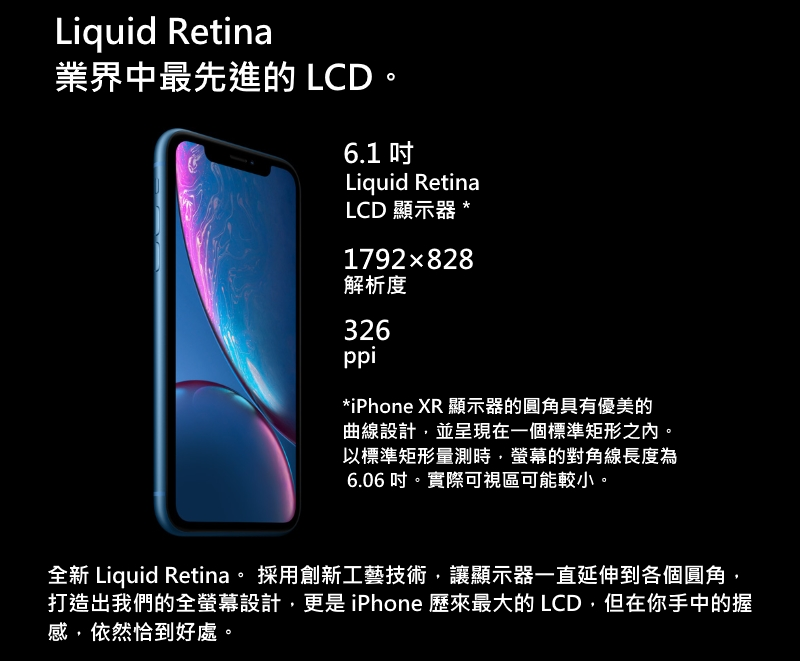 Liquid Retina
業界中最先進的 LCD。
6.1 吋
Liquid Retina
LCD 顯示器 *
1792×828
解析度
326
ppi
*iPhone XR 顯示器的圓角具有優美的
曲線設計，並呈現在一個標準矩形之內。
以標準矩形量測時，螢幕的對角線長度為
6.06 吋。實際可視區可能較小。
全新 Liquid Retina。 採用創新工藝技術，讓顯示器一直延伸到各個圓角，
打造出我們的全螢幕設計，更是 iPhone 歷來最大的 LCD，但在你手中的握
感，依然恰到好處。